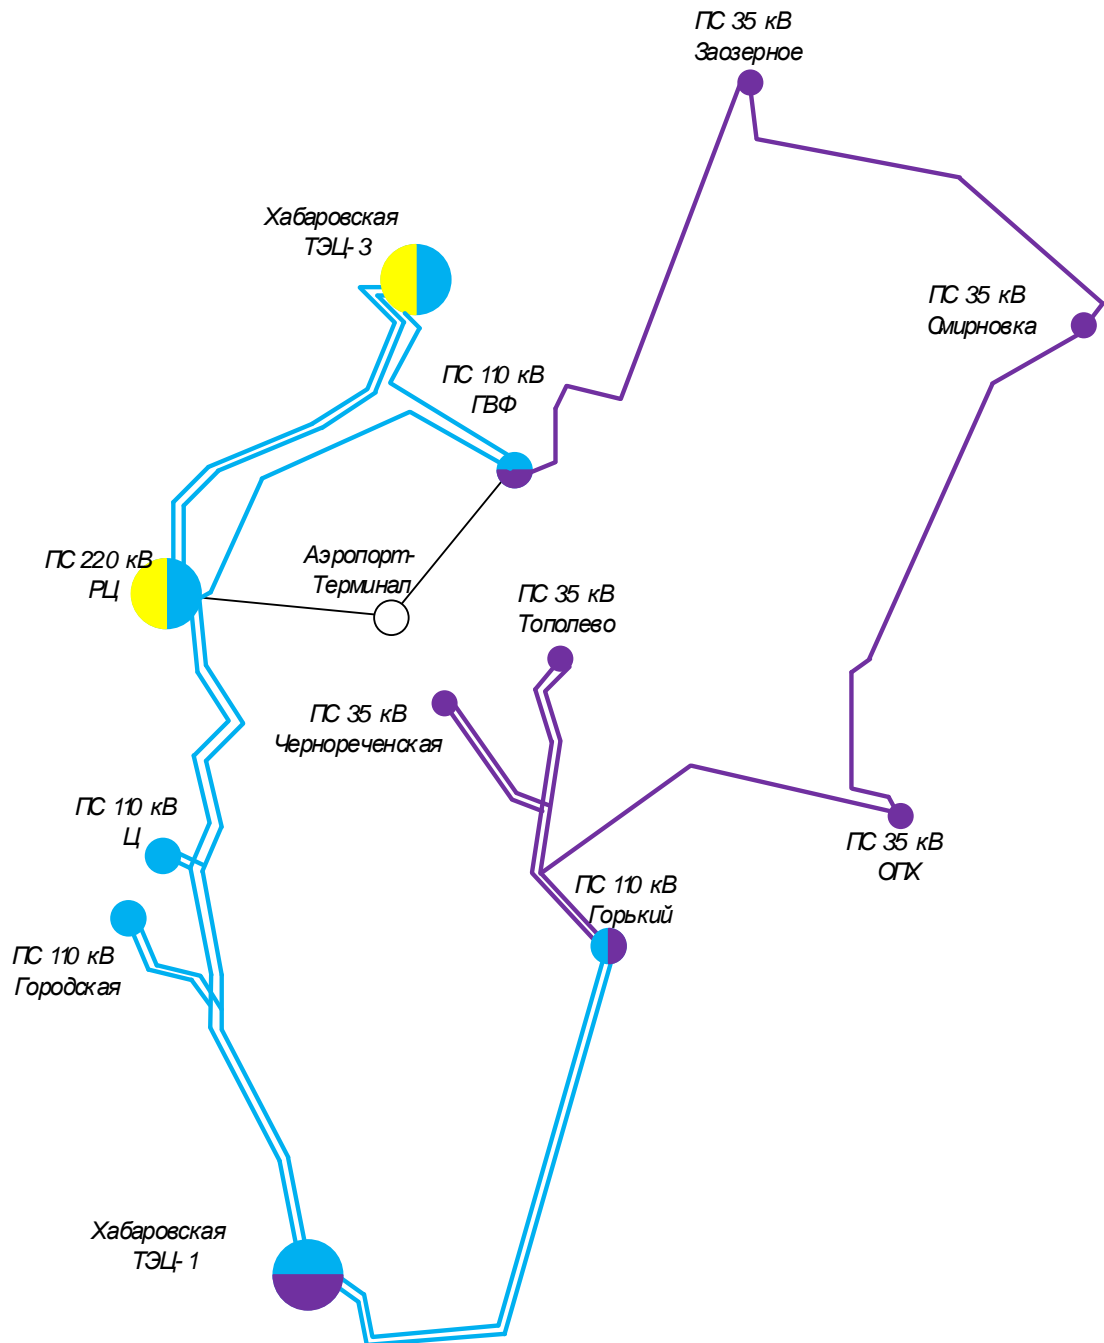 ПС 35 кВ
Заозерное
Хабаровская
ТЭЦ- 3
ПС 35 кВ
Смирновка
ПС 110 кВ
ГВФ
ПС 220 кВ
РЦ
Аэропорт-
Терминал
ПС 35 кВ
Тополево
ПС 35 кВ
Чернореченская
ПС 110 кВ
Ц
ПС 35 кВ
ОПХ
ПС 110 кВ
Горький
ПС 110 кВ
Городская
Хабаровская
ТЭЦ- 1